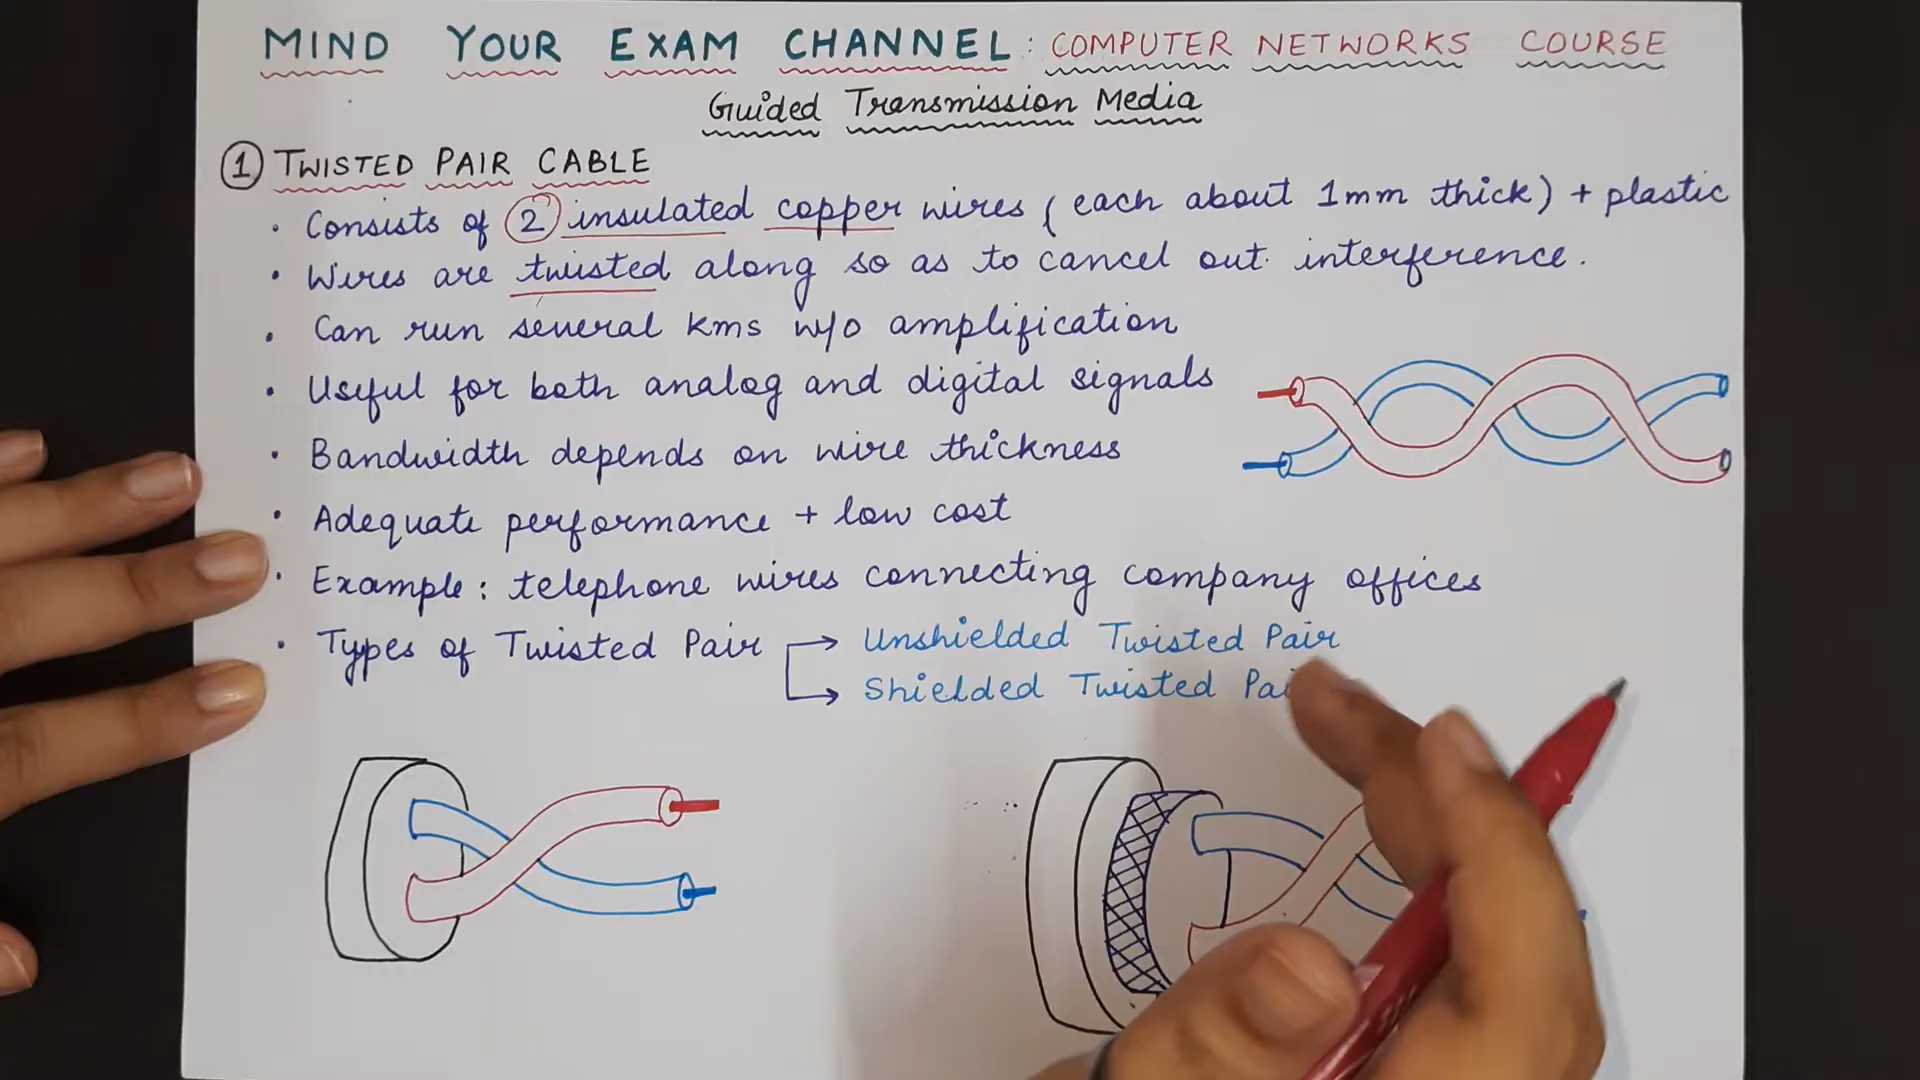 MIND YOUR EXAM CHANNEL: COMPUTER NETWORKS COURSE
Guided Transmission Media
1 TWISTED PAIR CABLE
• Consists of 2 insulated copper wires (each about 1mm thick) + plastic
• Wires are twisted along so as to cancel out interference.
• Can run several kms w/o amplification
• Useful for both analog and digital signals
• Bandwidth depends on wire thickness
• Adequate performance + low cost
• Example: telephone wires connecting company offices
• Types of Twisted Pair → Unshielded Twisted Pair
→ Shielded Twisted